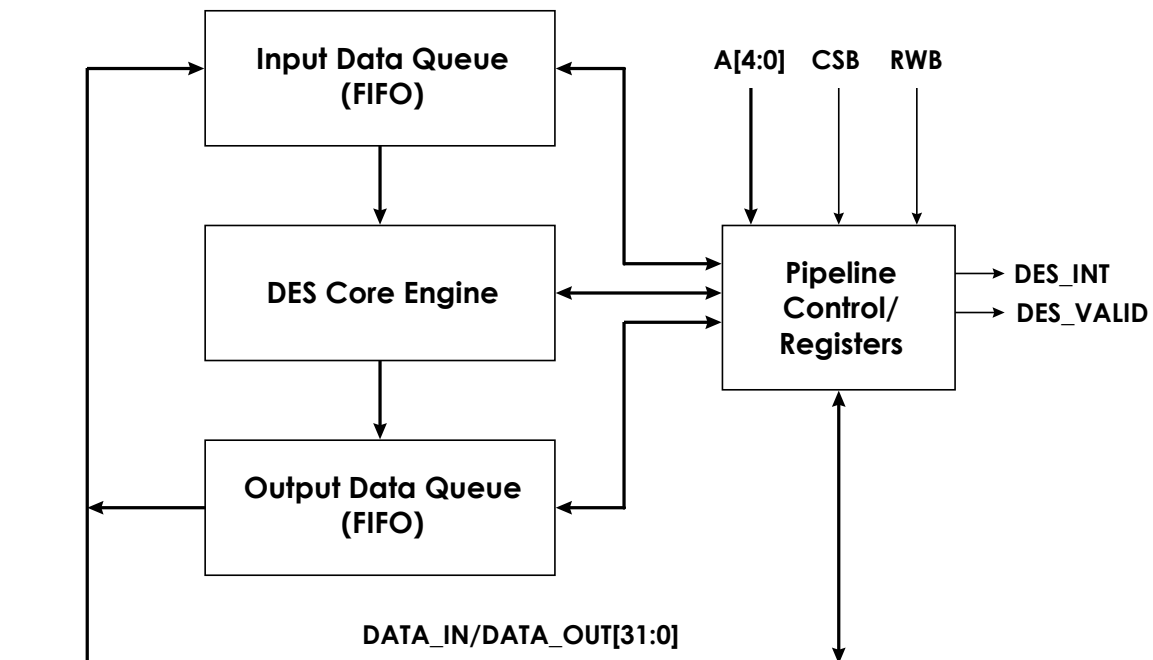 Input Data Queue
(FIFO)
A[4:0] CSB RWB
DES Core Engine
Pipeline
Control/
Registers
DES_INT
DES_VALID
Output Data Queue
(FIFO)
DATA_IN/DATA_OUT[31:0]